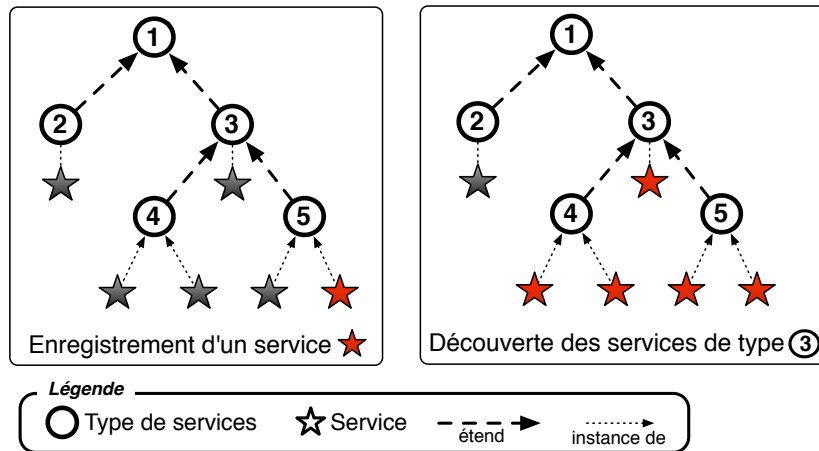 1
2
3
4
5
Enregistrement d'un service
1
2
3
4
5
Découverte des services de type 3
Légende
Type de services
Service
étend
instance de